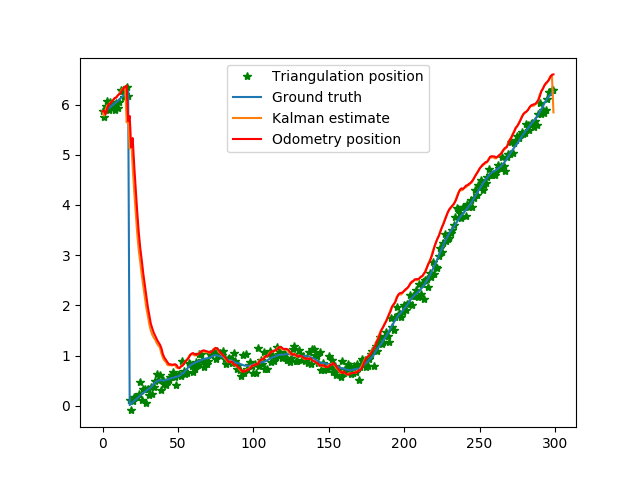 Triangulation position
Ground truth
Kalman estimate
Odometry position
6
5
4
3
2
1
0
0 50 100 150 200 250 300